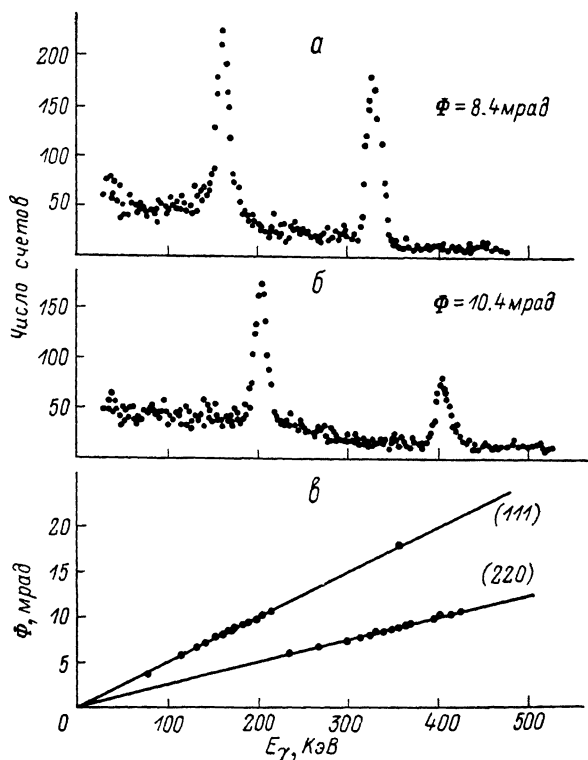 а
200
150
100
50
Ф = 8.4 мрад
Число счетов
б
150
100
50
Ф = 10.4 мрад
в
20
15
10
5
0
Ф, мрад
(111)
(220)
100 200 300 400 500
Eγ, КэВ